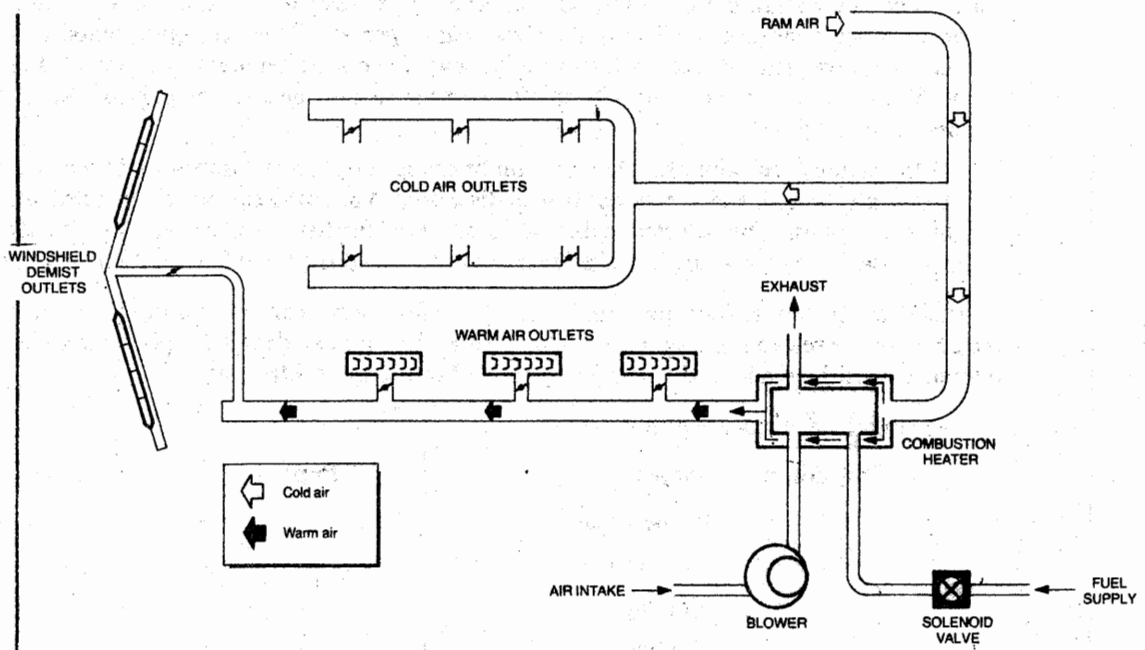 RAM AIR
COLD AIR OUTLETS
WINDSHIELD
DEMIST
OUTLETS
EXHAUST
WARM AIR OUTLETS
COMBUSTION
HEATER
Cold air
Warm air
AIR INTAKE
BLOWER
SOLENOID
VALVE
FUEL
SUPPLY